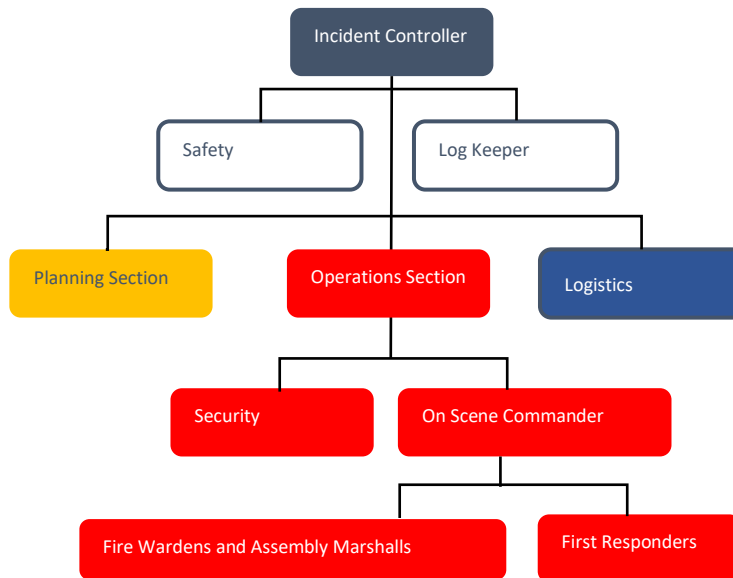 Incident Controller
Safety
Log Keeper
Planning Section
Operations Section
Logistics
Security
On Scene Commander
Fire Wardens and Assembly Marshalls
First Responders